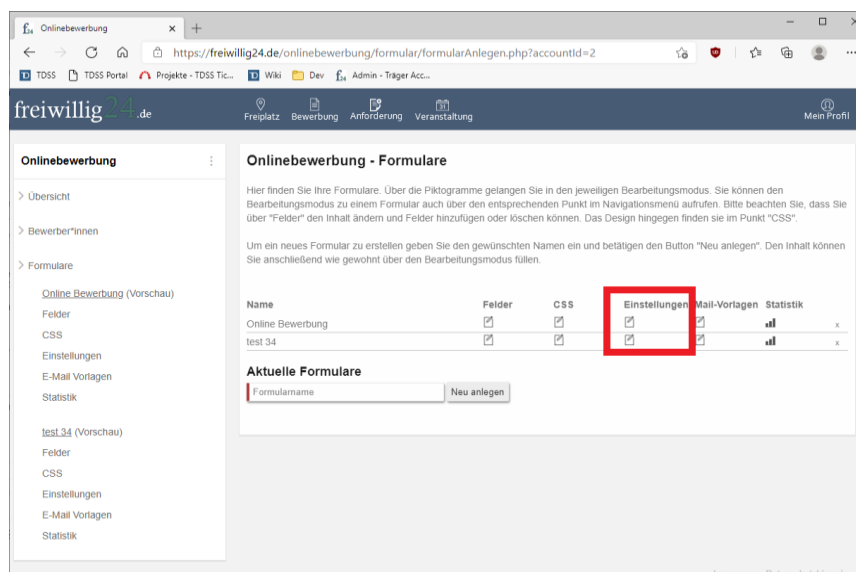 Onlinebewerbung
https://freiwillig24.de/onlinebewerbung/formular/formularAnlegen.php?accountId=2
TDSS TDSS Portal Projekte - TDSS Tic... Wiki Dev Admin - Träger Acc...
freiwillig24.de
Freiplatz Bewerbung Anforderung Veranstaltung Mein Profil
Onlinebewerbung
Übersicht
Bewerber*innen
Formulare
Online Bewerbung (Vorschau)
Felder
CSS
Einstellungen
E-Mail Vorlagen
Statistik
test 34 (Vorschau)
Felder
CSS
Einstellungen
E-Mail Vorlagen
Statistik
Onlinebewerbung - Formulare
Hier finden Sie Ihre Formulare. Über die Piktogramme gelangen Sie in den jeweiligen Bearbeitungsmodus. Sie können den
Bearbeitungsmodus zu einem Formular auch über den entsprechenden Punkt im Navigationsmenü aufrufen. Bitte beachten Sie, dass Sie
über "Felder" den Inhalt ändern und Felder hinzufügen oder löschen können. Das Design hingegen finden sie im Punkt "CSS".
Um ein neues Formular zu erstellen geben Sie den gewünschten Namen ein und betätigen den Button "Neu anlegen". Den Inhalt können
Sie anschließend wie gewohnt über den Bearbeitungsmodus füllen.
Name Felder CSS Einstellungen Mail-Vorlagen Statistik
Online Bewerbung x
test 34 x
Aktuelle Formulare
Formularname Neu anlegen